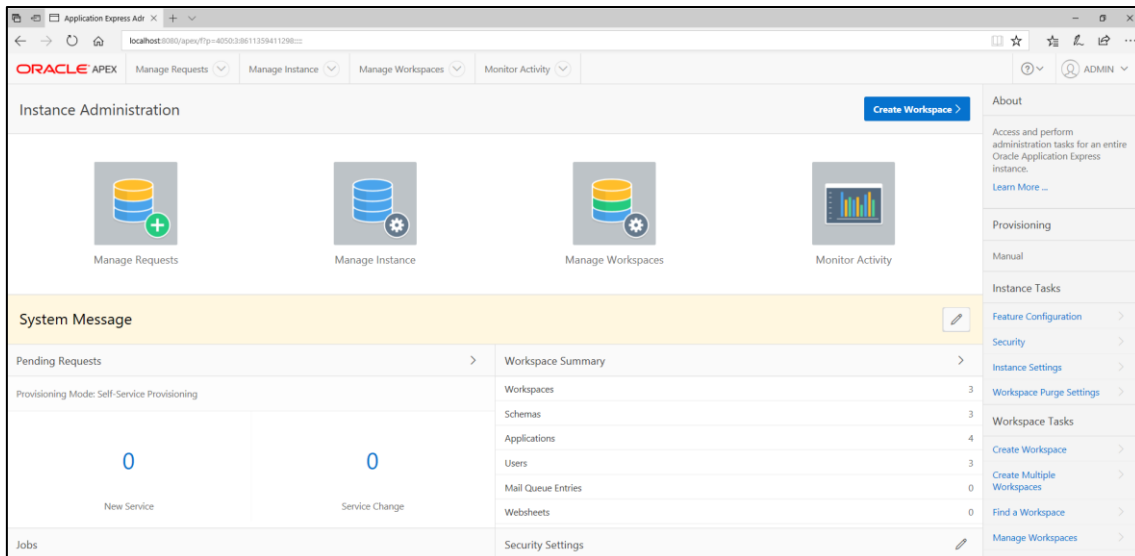 Application Express Adr
localhost:8080/apex/f?p=4050:3:8611359411298:::::
ORACLE APEX Manage Requests Manage Instance Manage Workspaces Monitor Activity ? ADMIN
Instance Administration
Create Workspace >
Manage Requests
Manage Instance
Manage Workspaces
Monitor Activity
System Message
Pending Requests
Provisioning Mode: Self-Service Provisioning
0
New Service
0
Service Change
Jobs
Workspace Summary
Workspaces 3
Schemas 3
Applications 4
Users 3
Mail Queue Entries 0
Websheets 0
Security Settings
About
Access and perform
administration tasks for an entire
Oracle Application Express
instance.
Learn More ...
Provisioning
Manual
Instance Tasks
Feature Configuration
Security
Instance Settings
Workspace Purge Settings
Workspace Tasks
Create Workspace
Create Multiple
Workspaces
Find a Workspace
Manage Workspaces